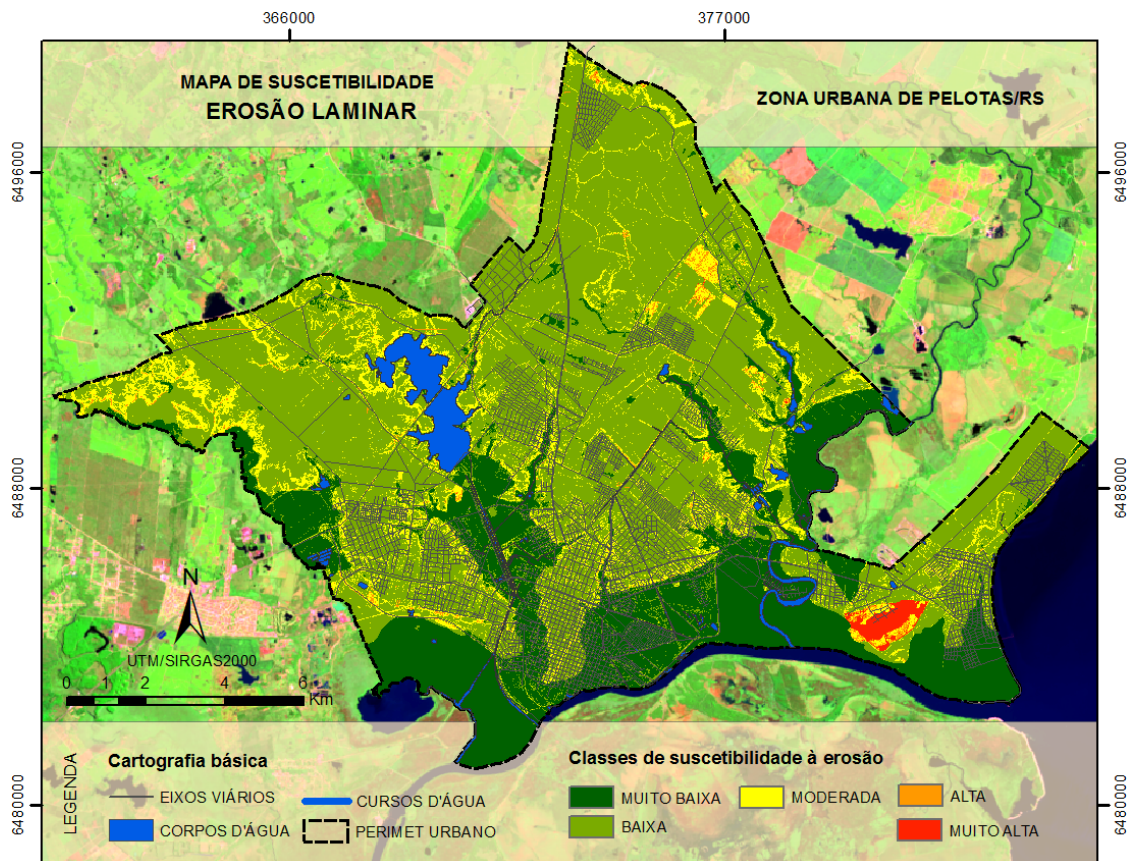 366000
377000
MAPA DE SUSCETIBILIDADE
EROSÃO LAMINAR
ZONA URBANA DE PELOTAS/RS
6496000
6496000
6488000
6488000
N
UTM/SIRGAS2000
0 1 2 4 6
Km
LEGENDA
Cartografia básica
EIXOS VIÁRIOS
CURSOS D'ÁGUA
CORPOS D'ÁGUA
PERIMET URBANO
Classes de suscetibilidade à erosão
MUITO BAIXA
MODERADA
ALTA
BAIXA
MUITO ALTA
6480000
6480000